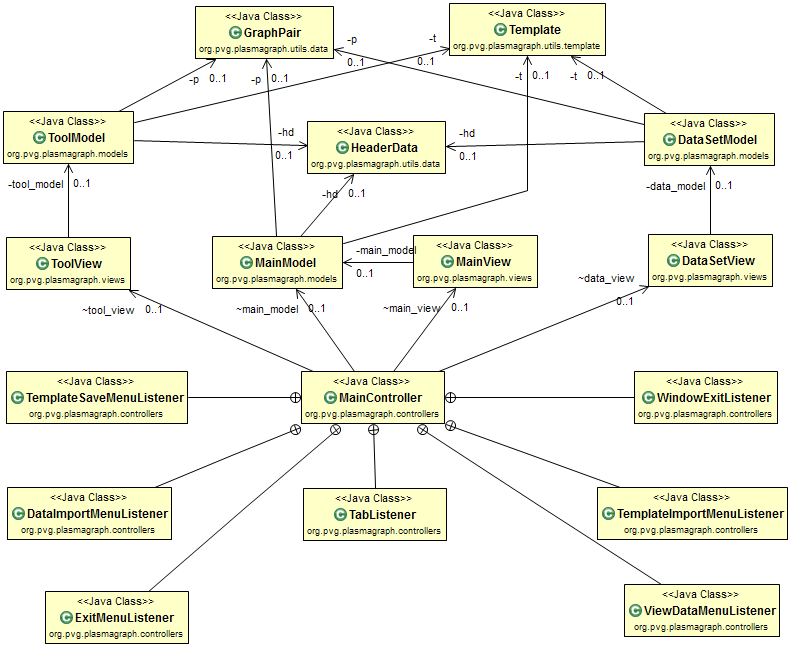 <<Java Class>>
GraphPair
org.pvg.plasmagraph.utils.data
<<Java Class>>
Template
org.pvg.plasmagraph.utils.template
-p
0..1
-t
0..1
-p
0..1
-p
0..1
-t
0..1
-t
0..1
<<Java Class>>
ToolModel
org.pvg.plasmagraph.models
-hd
0..1
<<Java Class>>
HeaderData
org.pvg.plasmagraph.utils.data
-hd
0..1
<<Java Class>>
DataSetModel
org.pvg.plasmagraph.models
-tool_model
0..1
-hd
0..1
-data_model
0..1
<<Java Class>>
ToolView
org.pvg.plasmagraph.views
<<Java Class>>
MainModel
org.pvg.plasmagraph.models
-main_model
0..1
<<Java Class>>
MainView
org.pvg.plasmagraph.views
<<Java Class>>
DataSetView
org.pvg.plasmagraph.views
~tool_view
0..1
~main_model
0..1
~main_view
0..1
~data_view
0..1
<<Java Class>>
TemplateSaveMenuListener
org.pvg.plasmagraph.controllers
<<Java Class>>
MainController
org.pvg.plasmagraph.controllers
<<Java Class>>
WindowExitListener
org.pvg.plasmagraph.controllers
<<Java Class>>
DataImportMenuListener
org.pvg.plasmagraph.controllers
<<Java Class>>
TabListener
org.pvg.plasmagraph.controllers
<<Java Class>>
TemplateImportMenuListener
org.pvg.plasmagraph.controllers
<<Java Class>>
ExitMenuListener
org.pvg.plasmagraph.controllers
<<Java Class>>
ViewDataMenuListener
org.pvg.plasmagraph.controllers